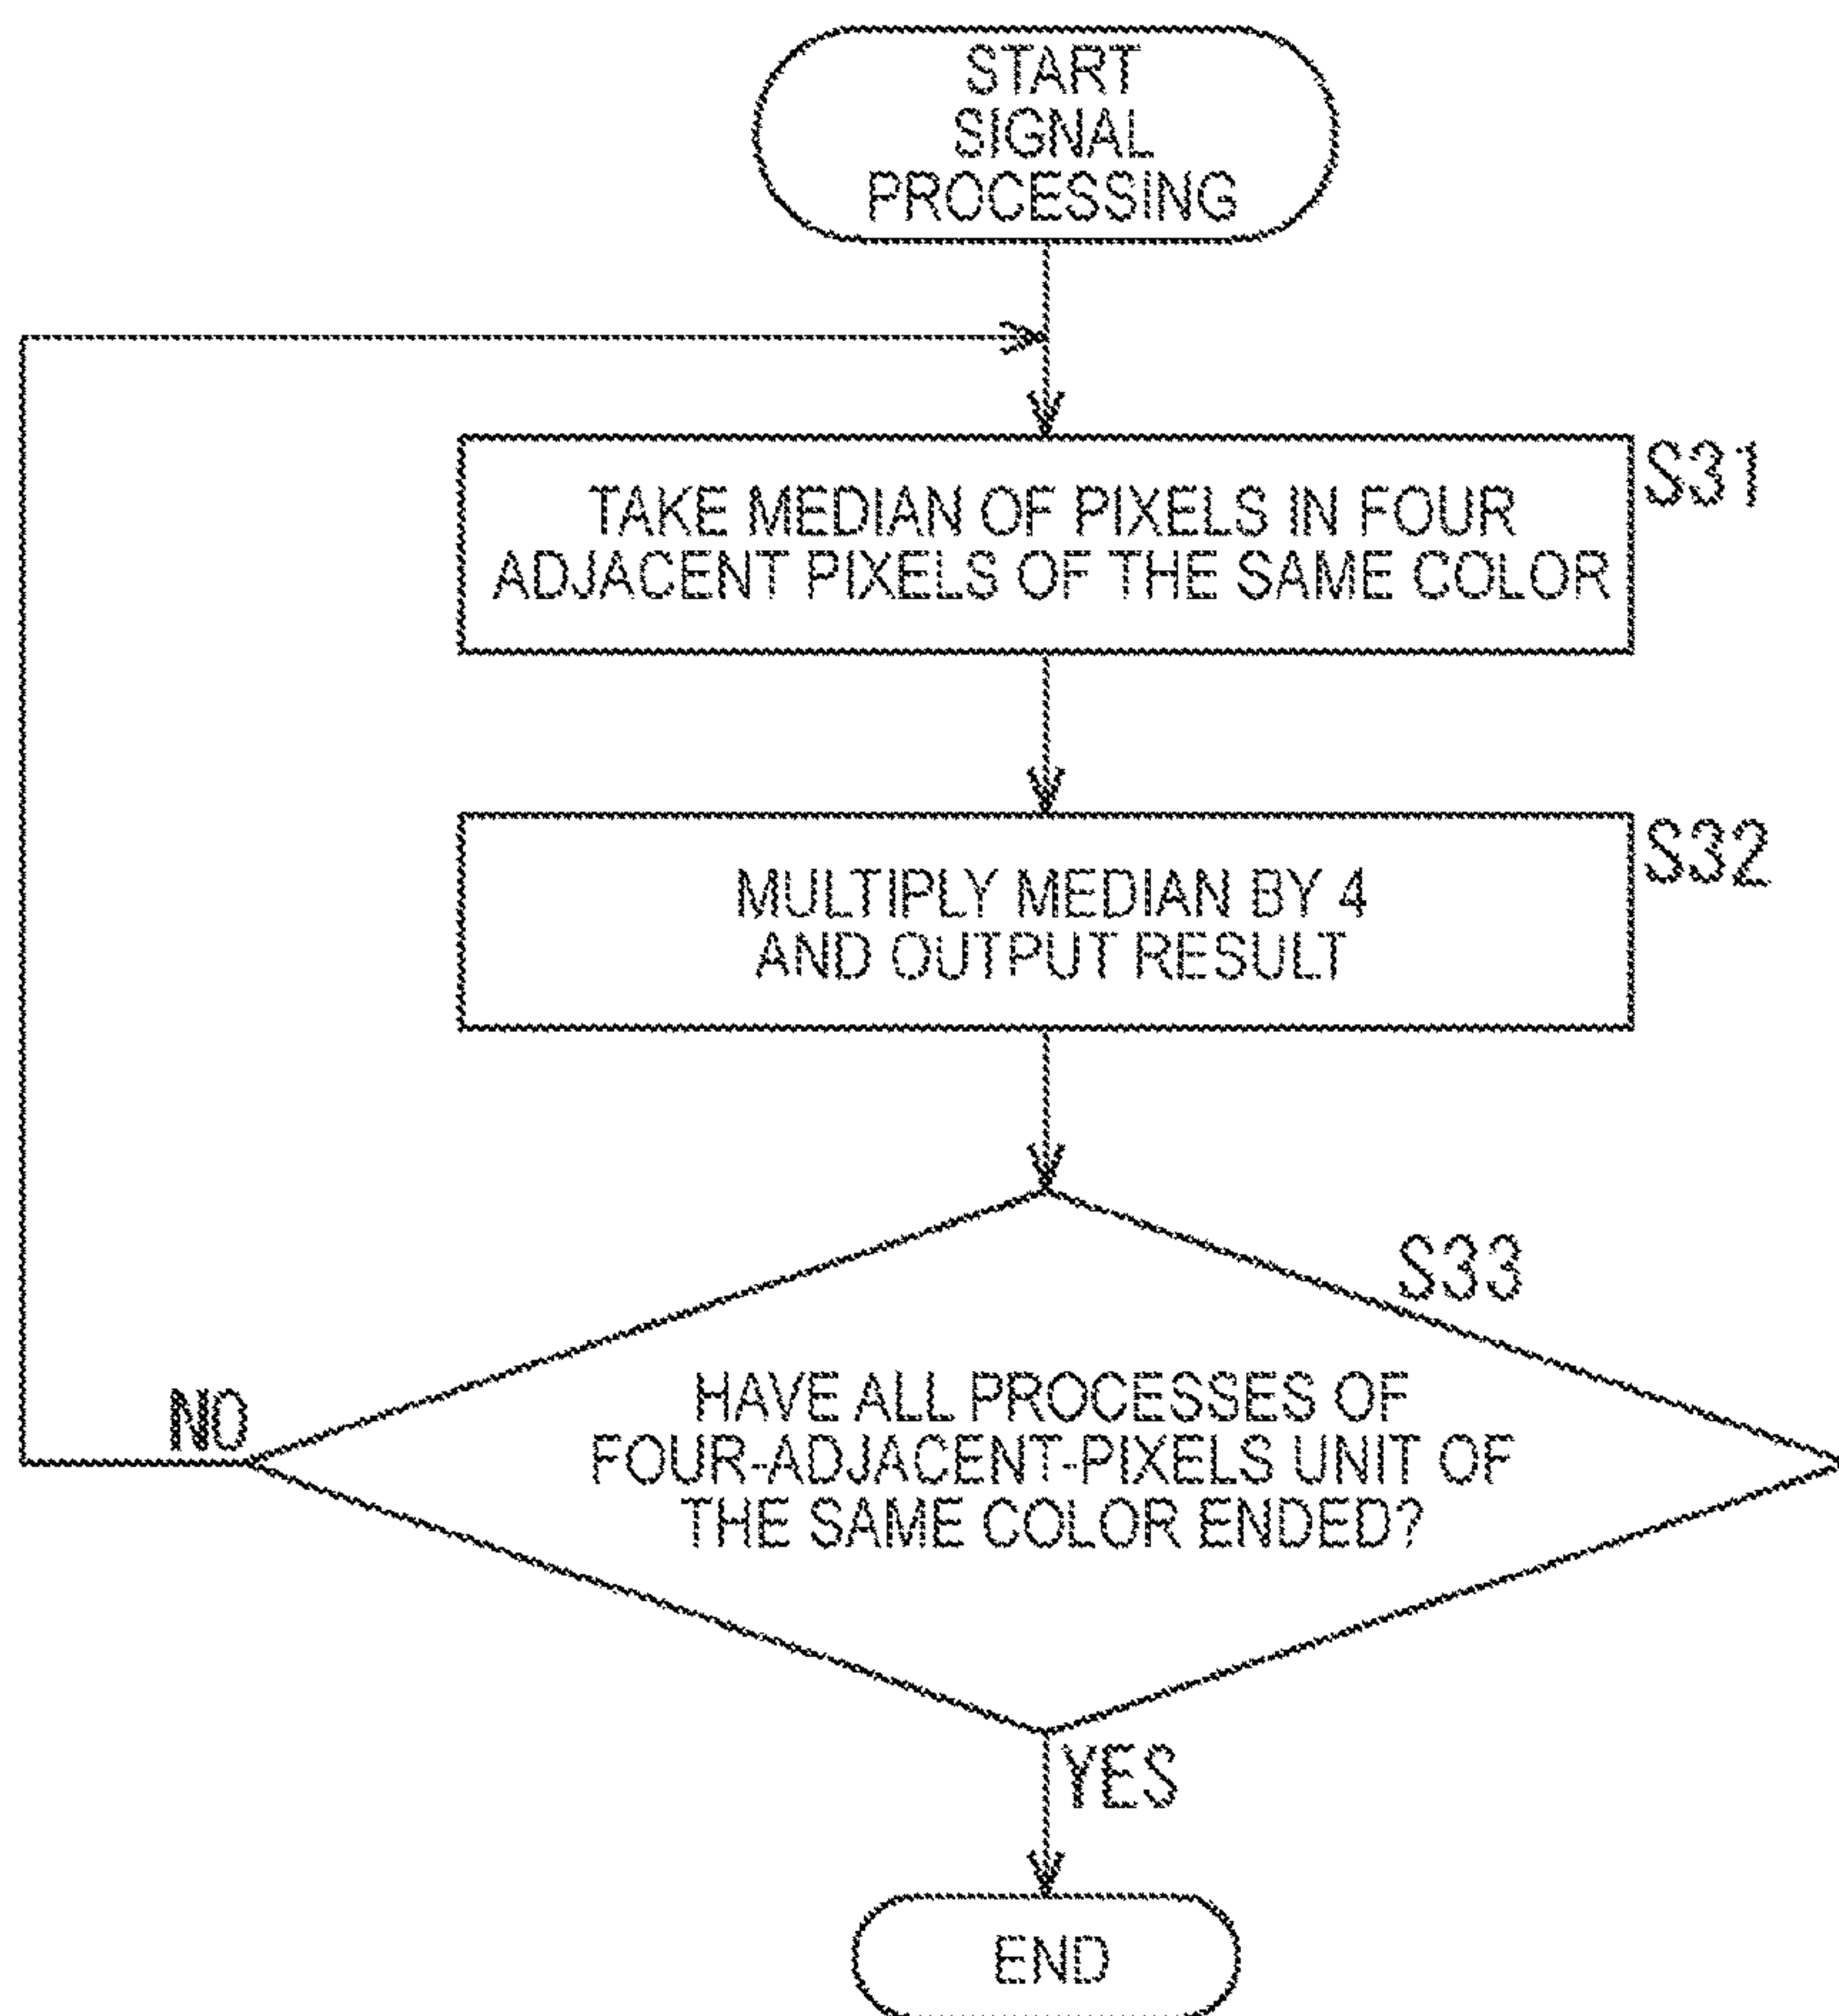 START
SIGNAL
PROCESSING
TAKE MEDIAN OF PIXELS IN FOUR
ADJACENT PIXELS OF THE SAME COLOR
S31
MULTIPLY MEDIAN BY 4
AND OUTPUT RESULT
S32
S33
HAVE ALL PROCESSES OF
FOUR-ADJACENT-PIXELS UNIT OF
THE SAME COLOR ENDED?
NO
YES
END